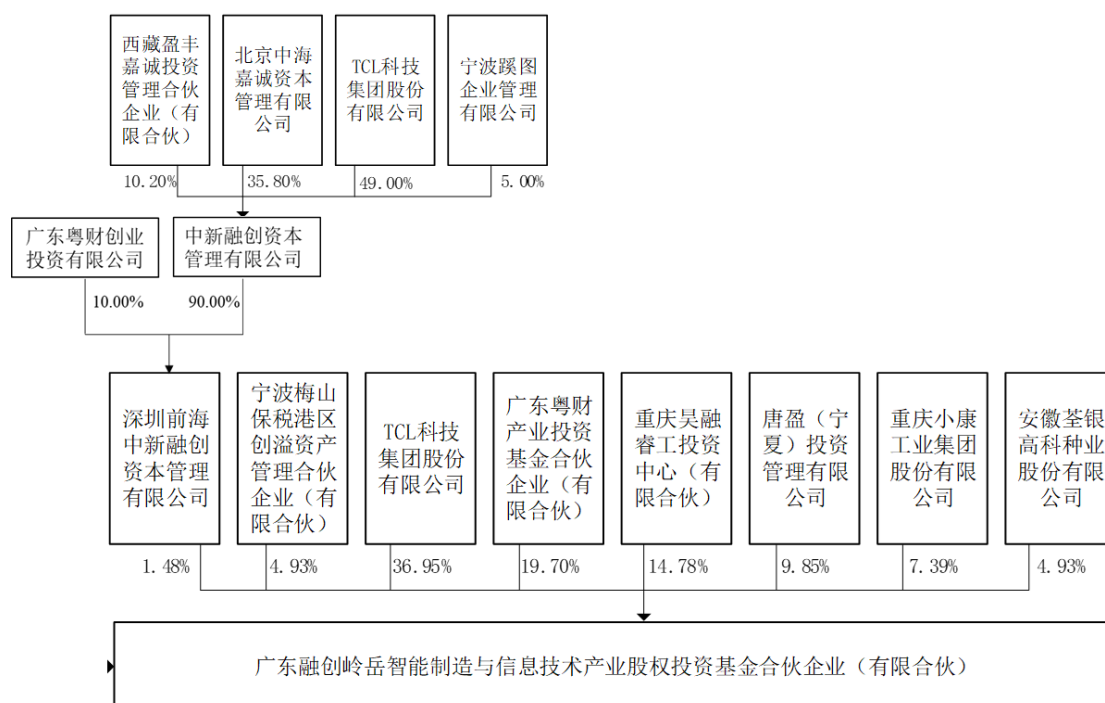 西藏盈丰
嘉诚投资
管理合伙
企业（有
限合伙）
北京中海
嘉诚资本
管理有限
公司
TCL科技
集团股份
有限公司
宁波蹊图
企业管理
有限公司
10.20%
35.80%
49.00%
5.00%
广东粤财创业
投资有限公司
中新融创资本
管理有限公司
10.00%
90.00%
深圳前海
中新融创
资本管理
有限公司
宁波梅山
保税港区
创溢资产
管理合伙
企业（有
限合伙）
TCL科技
集团股份
有限公司
广东粤财
产业投资
基金合伙
企业（有
限合伙）
重庆昊融
睿工投资
中心（有
限合伙）
唐盈（宁
夏）投资
管理有限
公司
重庆小康
工业集团
股份有限
公司
安徽荃银
高科种业
股份有限
公司
1.48%
4.93%
36.95%
19.70%
14.78%
9.85%
7.39%
4.93%
广东融创岭岳智能制造与信息技术产业股权投资基金合伙企业（有限合伙）